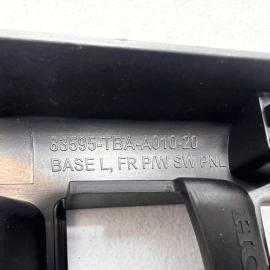 83595-TBA-A010-20
BASE L, FR P/W SW PNL